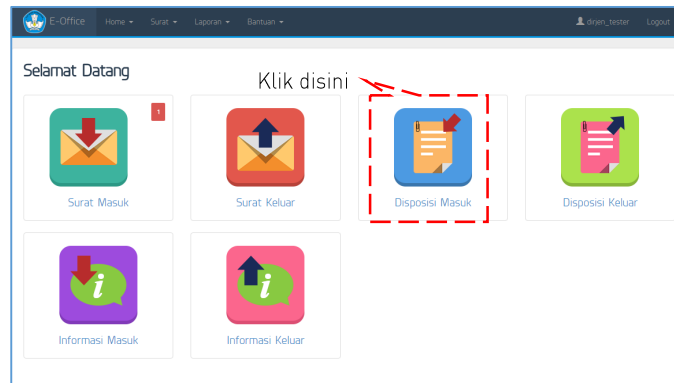 E-Office Home Surat Laporan Bantuan dirjen_tester Logout
Selamat Datang
Klik disini
1
Surat Masuk Surat Keluar Disposisi Masuk Disposisi Keluar
i i
Informasi Masuk Informasi Keluar